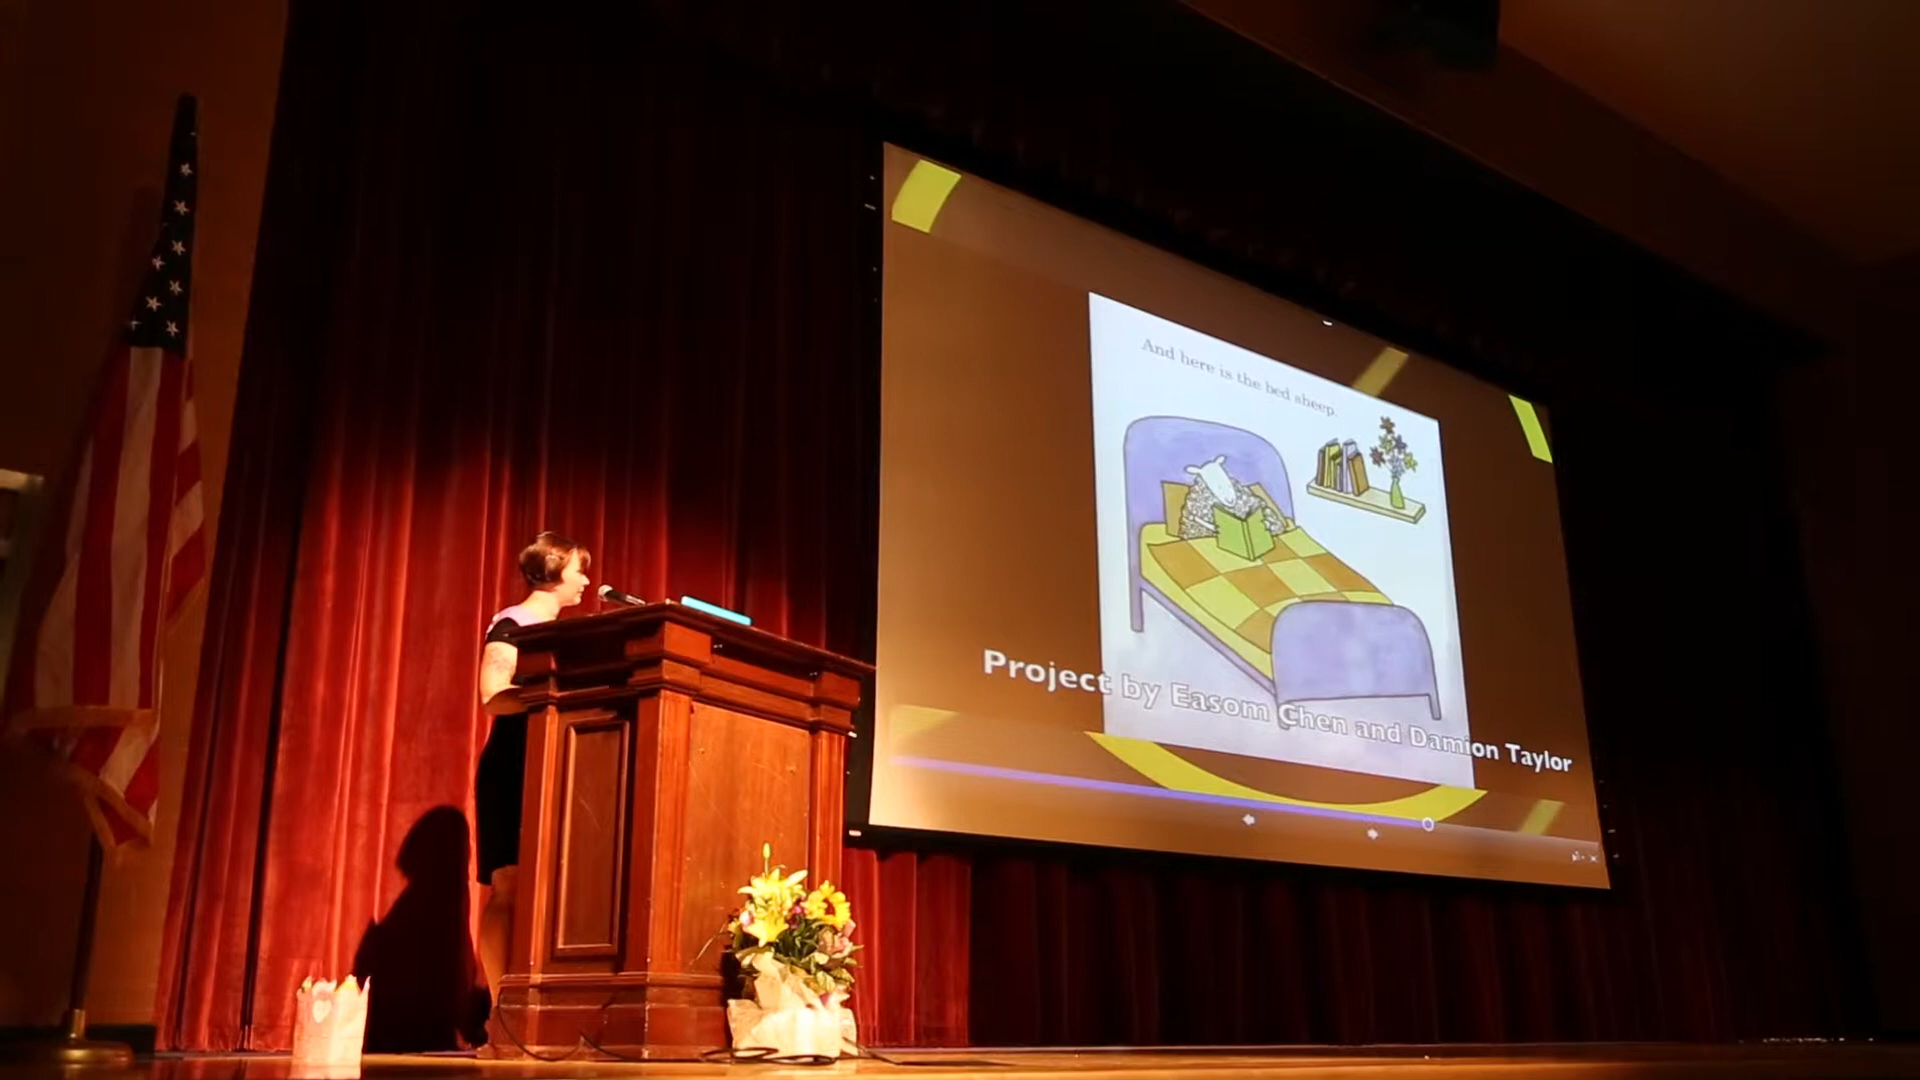 And here is the bed sheep.
Project by Easom Chen and Damion Taylor